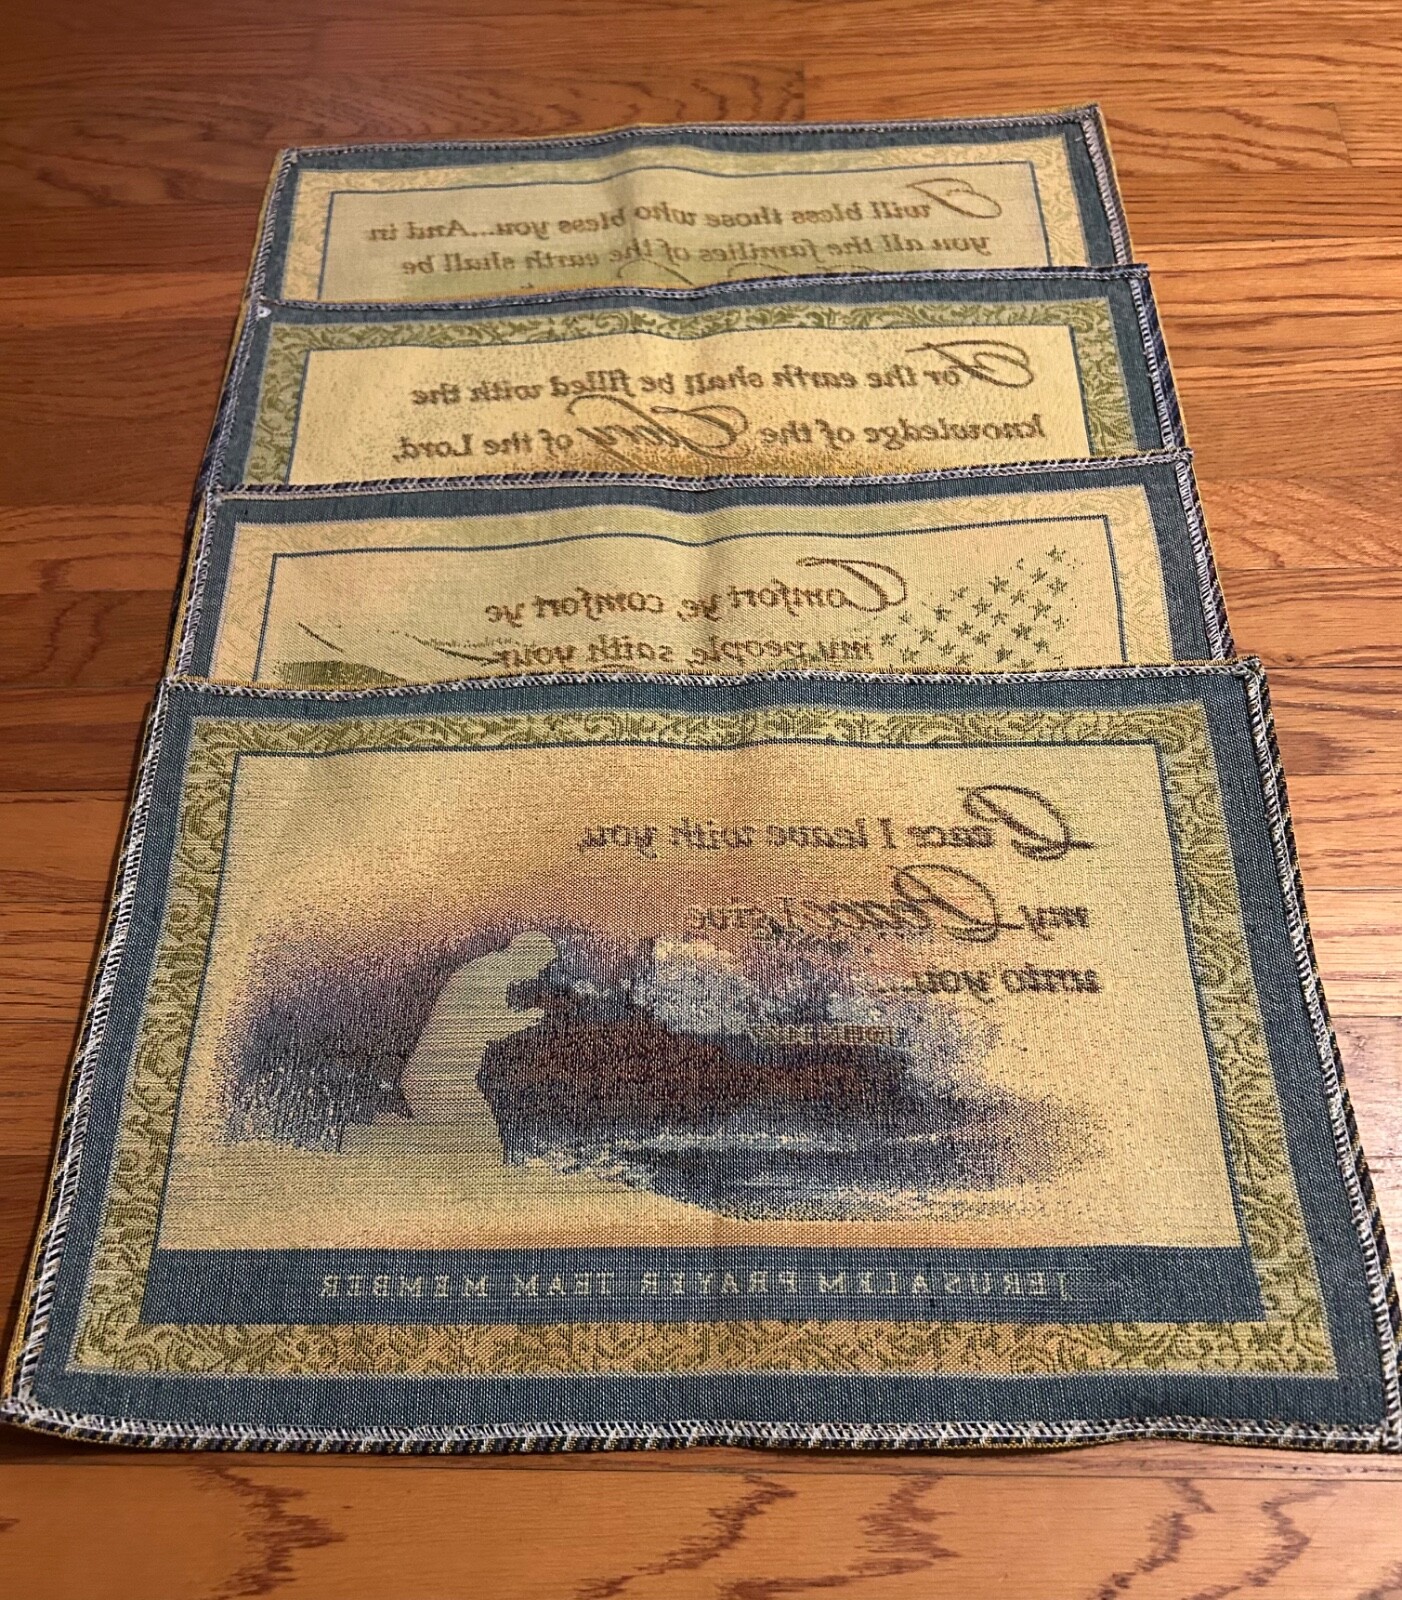 I will bless those who bless you...And in
you all the families of the earth shall be
For the earth shall be filled with the
knowledge of the Glory of the Lord,
Comfort ye, comfort ye
my people, saith your
Peace I leave with you,
my Peace I give
unto you...
JERUSALEM PRAYER TEAM MEMBER